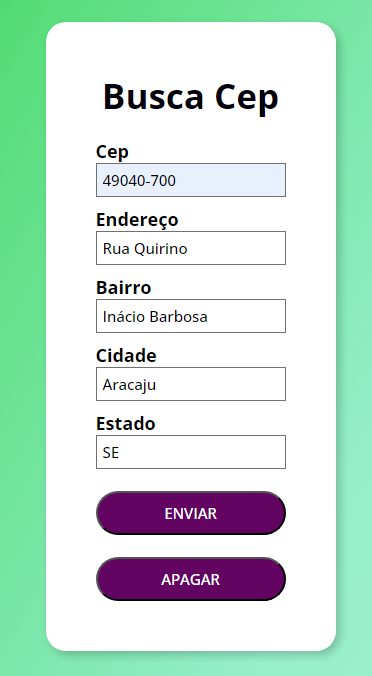 Busca Cep
Cep
49040-700
Endereço
Rua Quirino
Bairro
Inácio Barbosa
Cidade
Aracaju
Estado
SE
ENVIAR
APAGAR